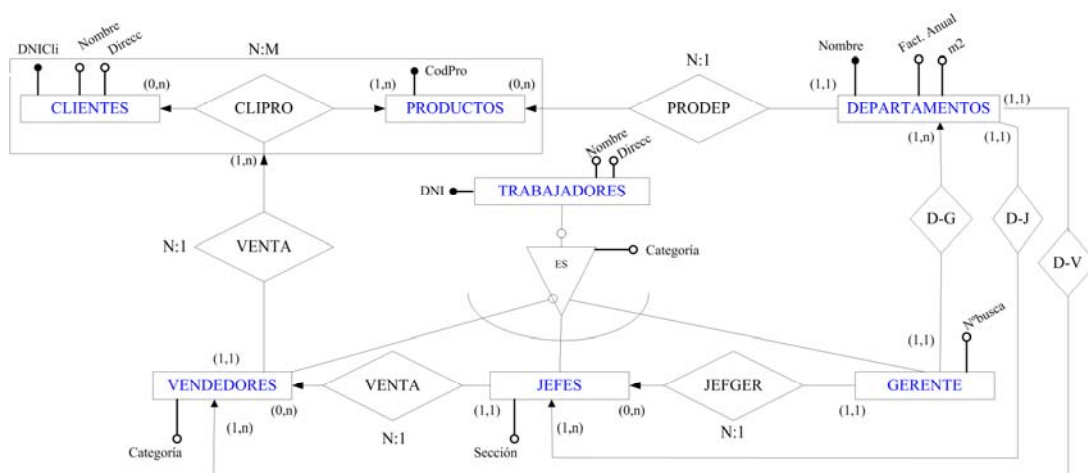 N:M
DNICli
Nombre
Direcc
CodPro
(0,n)
(1,n)
(0,n)
CLIENTES
CLIPRO
PRODUCTOS
(1,n)
N:1
PRODEP
Nombre
Fact. Anual
m2
(1,1)
DEPARTAMENTOS
(1,1)
(1,n)
(1,1)
Nombre
Direcc
DNI
TRABAJADORES
N:1
VENTA
ES
Categoría
D-G
D-J
D-V
Nºbusca
(1,1)
(1,1)
VENDEDORES
VENTA
JEFES
JEFGER
GERENTE
(0,n)
(1,1)
(0,n)
(1,1)
(1,n)
N:1
(1,n)
N:1
Categoría
Sección